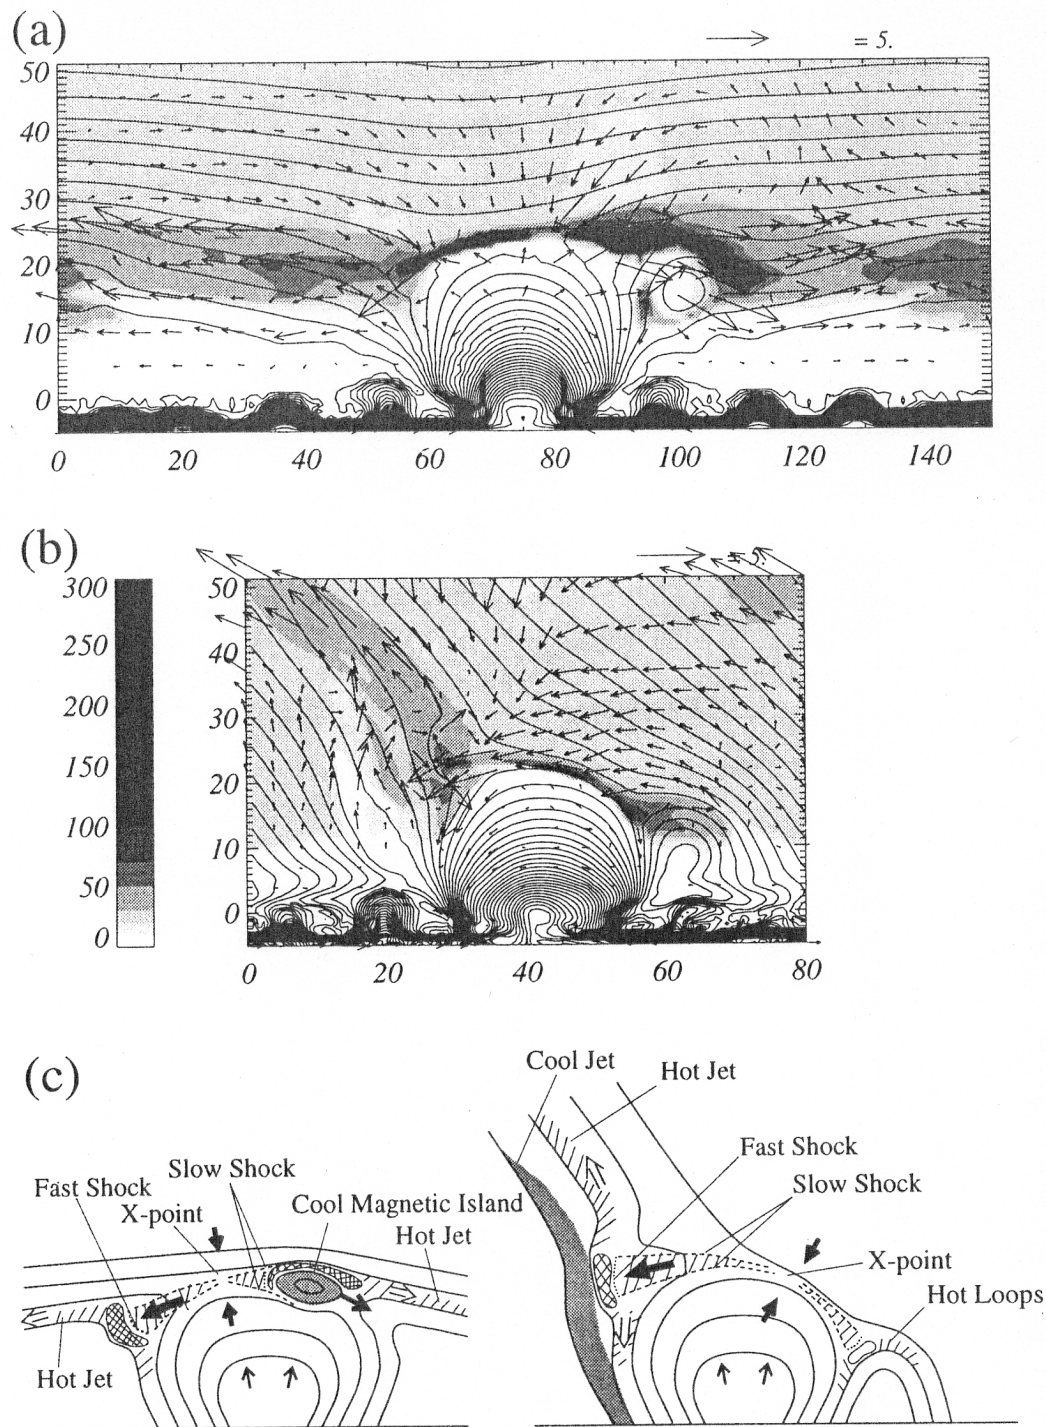 (a)
= 5.
50
40
30
20
10
0
0 20 40 60 80 100 120 140
(b)
300
250
200
150
100
50
0
50
40
30
20
10
0
0 20 40 60 80
(c)
Cool Jet
Hot Jet
Fast Shock
Slow Shock
X-point
Hot Loops
Slow Shock
Fast Shock
X-point
Cool Magnetic Island
Hot Jet
Hot Jet